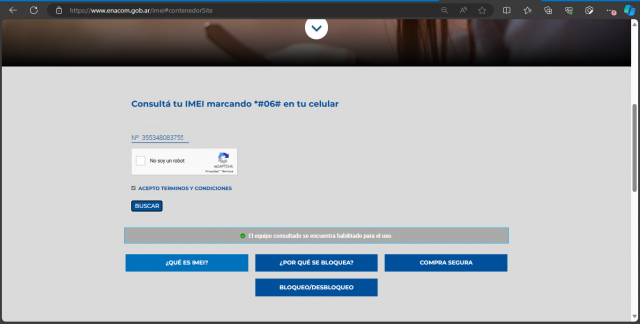 https://www.enacom.gob.ar/imei#contenedorSite
Consultá tu IMEI marcando *#06# en tu celular
Nº 355348083755
No soy un robot
reCAPTCHA
Privacidad - Términos
ACEPTO TERMINOS Y CONDICIONES
BUSCAR
El equipo consultado se encuentra habilitado para el uso.
¿QUÉ ES IMEI?
¿POR QUÉ SE BLOQUEA?
COMPRA SEGURA
BLOQUEO/DESBLOQUEO